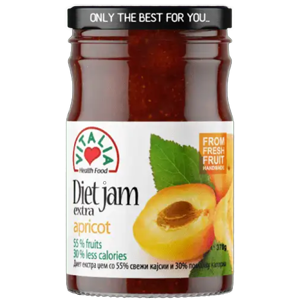 ONLY THE BEST FOR YOU...
VITALIA
Health Food
FROM
FRESH
FRUIT
HANDMADE
Diet jam
extra
apricot
55 % fruits
30% less calories
Диет екстра џем со 55% свежи кајсии и 30% помалку калории